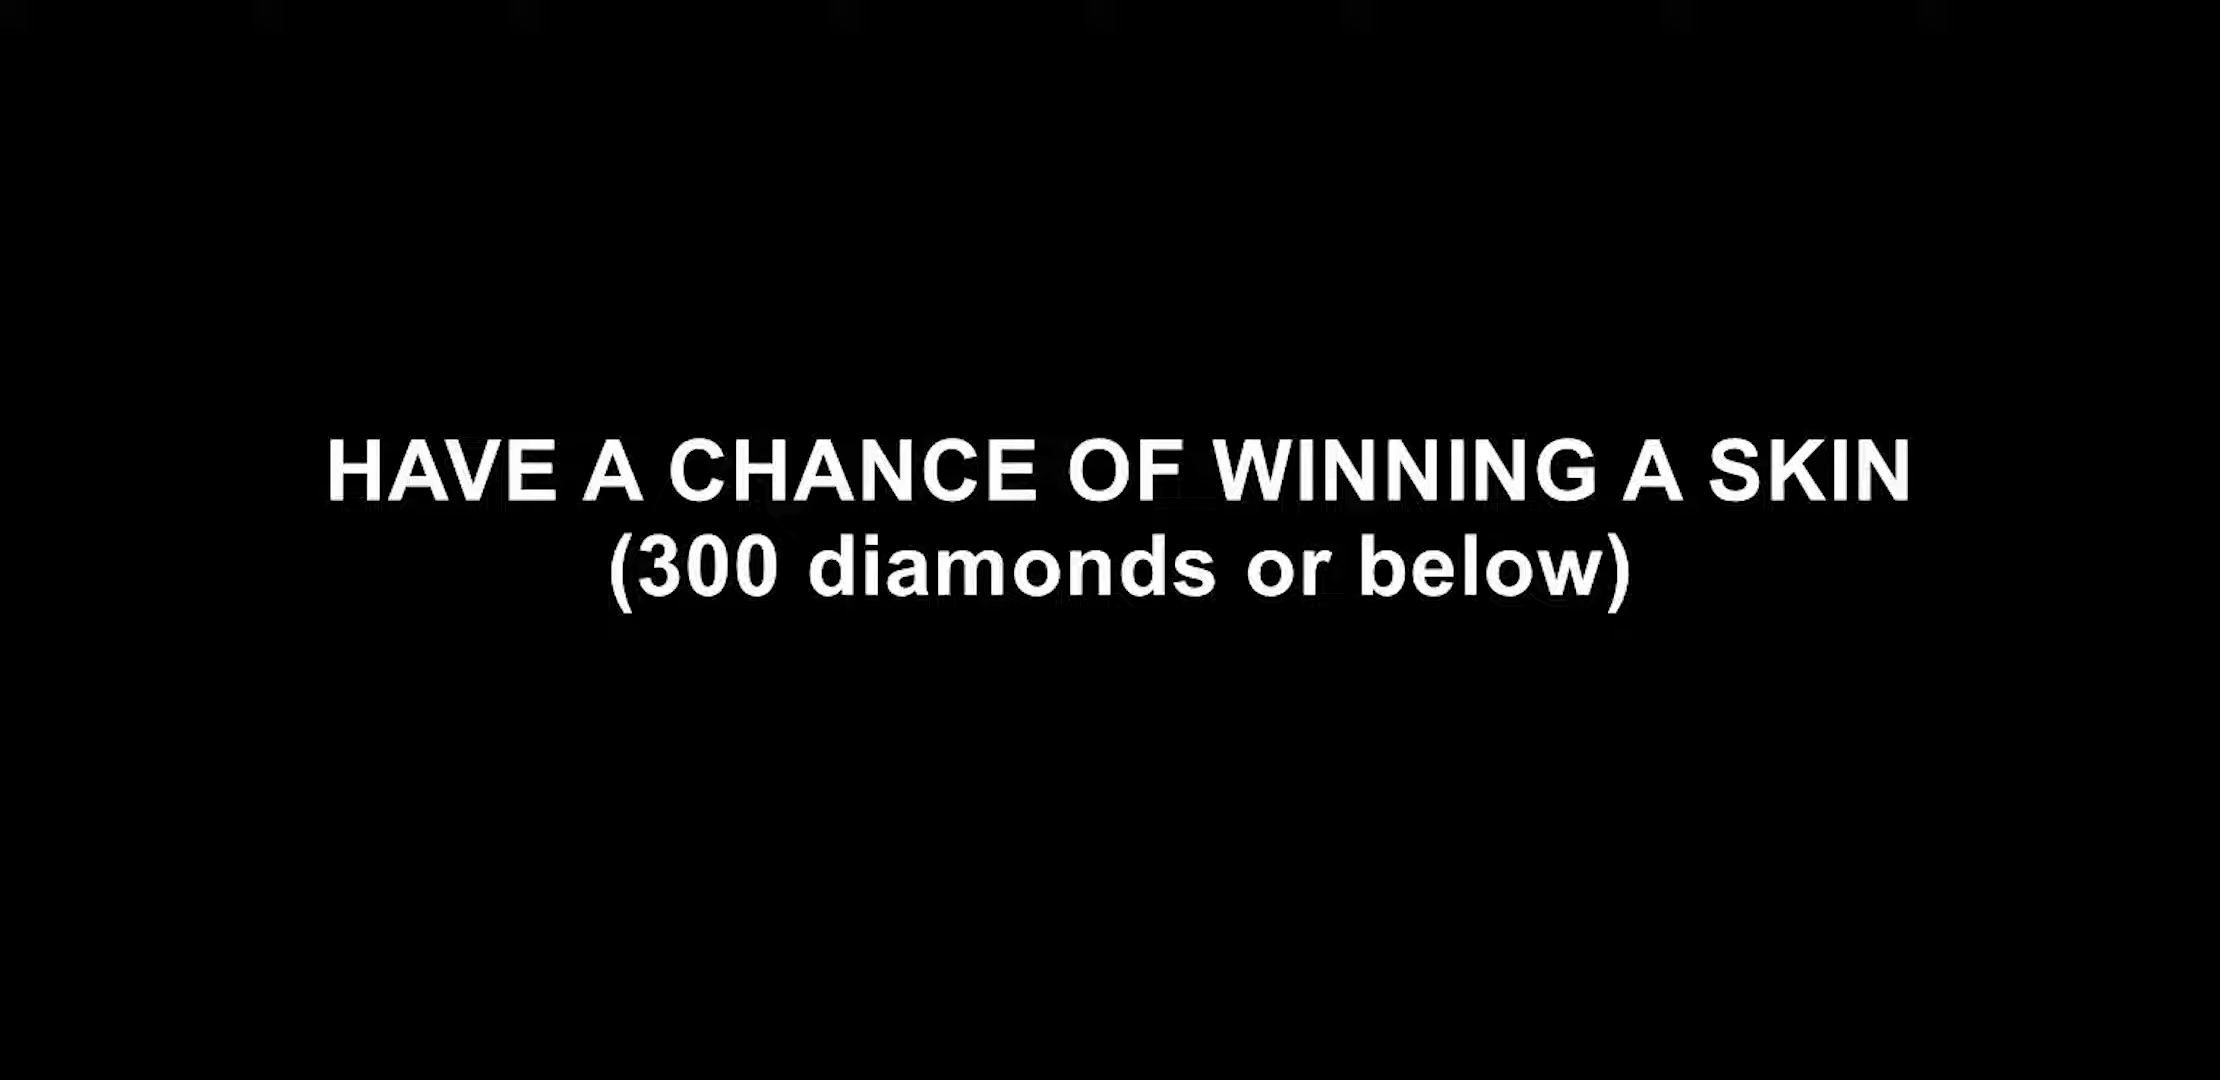 HAVE A CHANCE OF WINNING A SKIN
(300 diamonds or below)